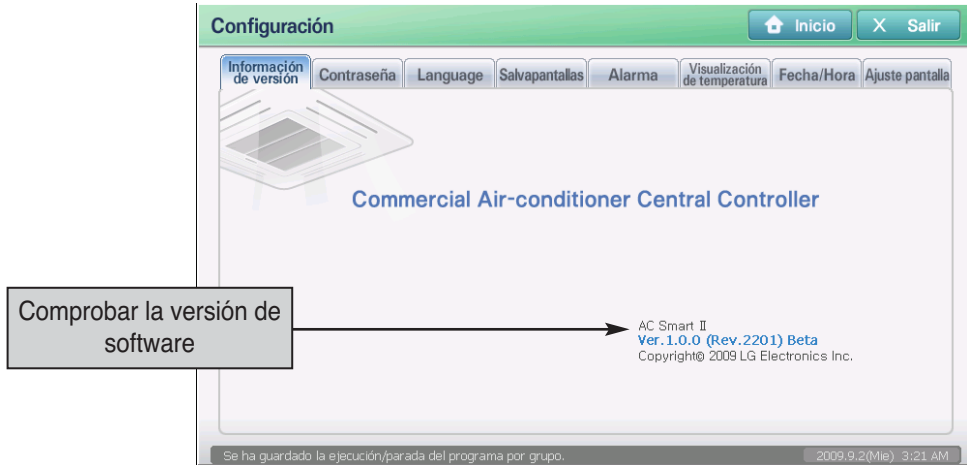 Configuración
Inicio
X Salir
Información
de versión
Contraseña
Language
Salvapantallas
Alarma
Visualización
de temperatura
Fecha/Hora
Ajuste pantalla
Commercial Air-conditioner Central Controller
Comprobar la versión de
software
AC Smart II
Ver.1.0.0 (Rev.2201) Beta
Copyright© 2009 LG Electronics Inc.
Se ha guardado la ejecución/parada del programa por grupo.
2009.9.2(Mie) 3:21 AM